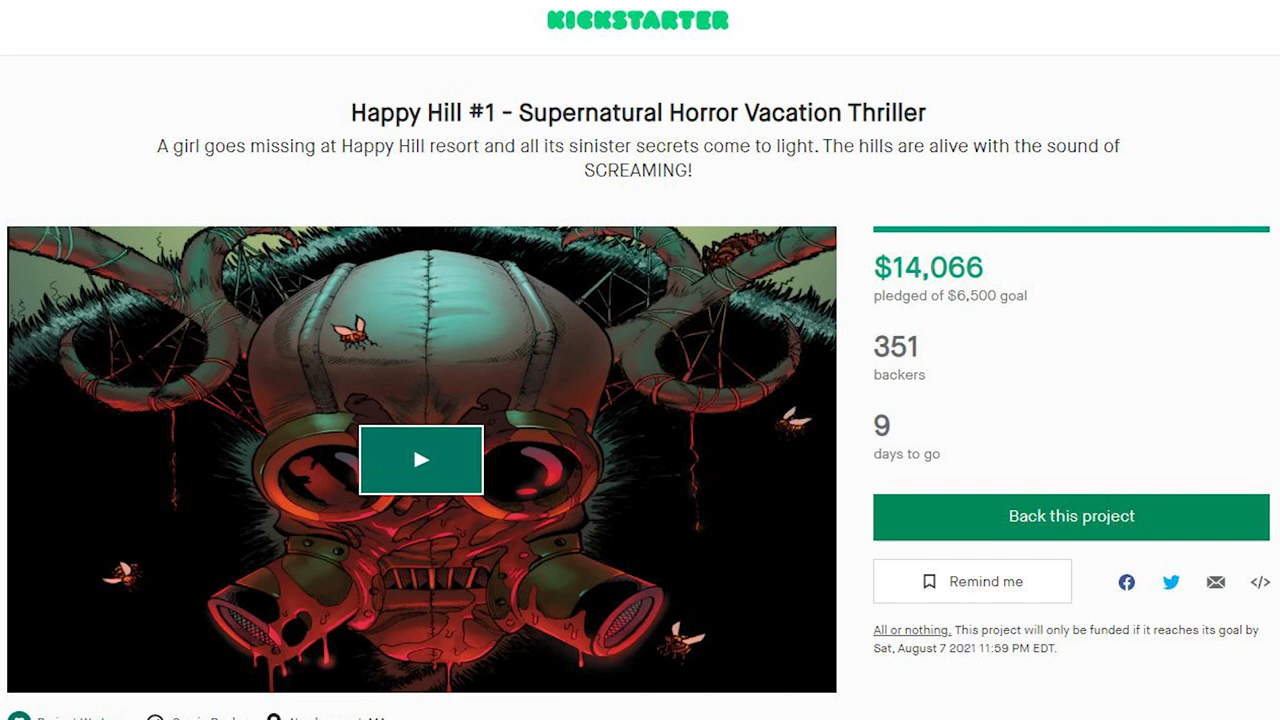 KICKSTARTER
Happy Hill #1 - Supernatural Horror Vacation Thriller
A girl goes missing at Happy Hill resort and all its sinister secrets come to light. The hills are alive with the sound of
SCREAMING!
$14,066
pledged of $6,500 goal
351
backers
9
days to go
Back this project
Remind me
All or nothing. This project will only be funded if it reaches its goal by
Sat, August 7 2021 11:59 PM EDT.